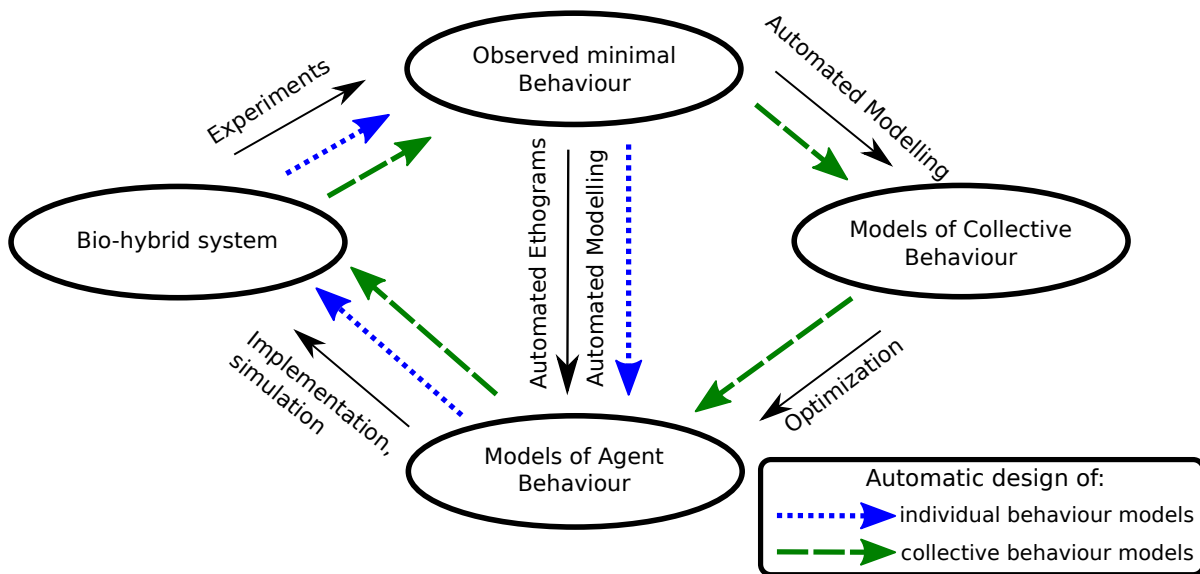 Observed minimal
Behaviour
Automated Modelling
Experiments
Bio-hybrid system
Automated Ethograms
Automated Modelling
Models of Collective
Behaviour
Implementation,
simulation
Optimization
Models of Agent
Behaviour
Automatic design of:
individual behaviour models
collective behaviour models